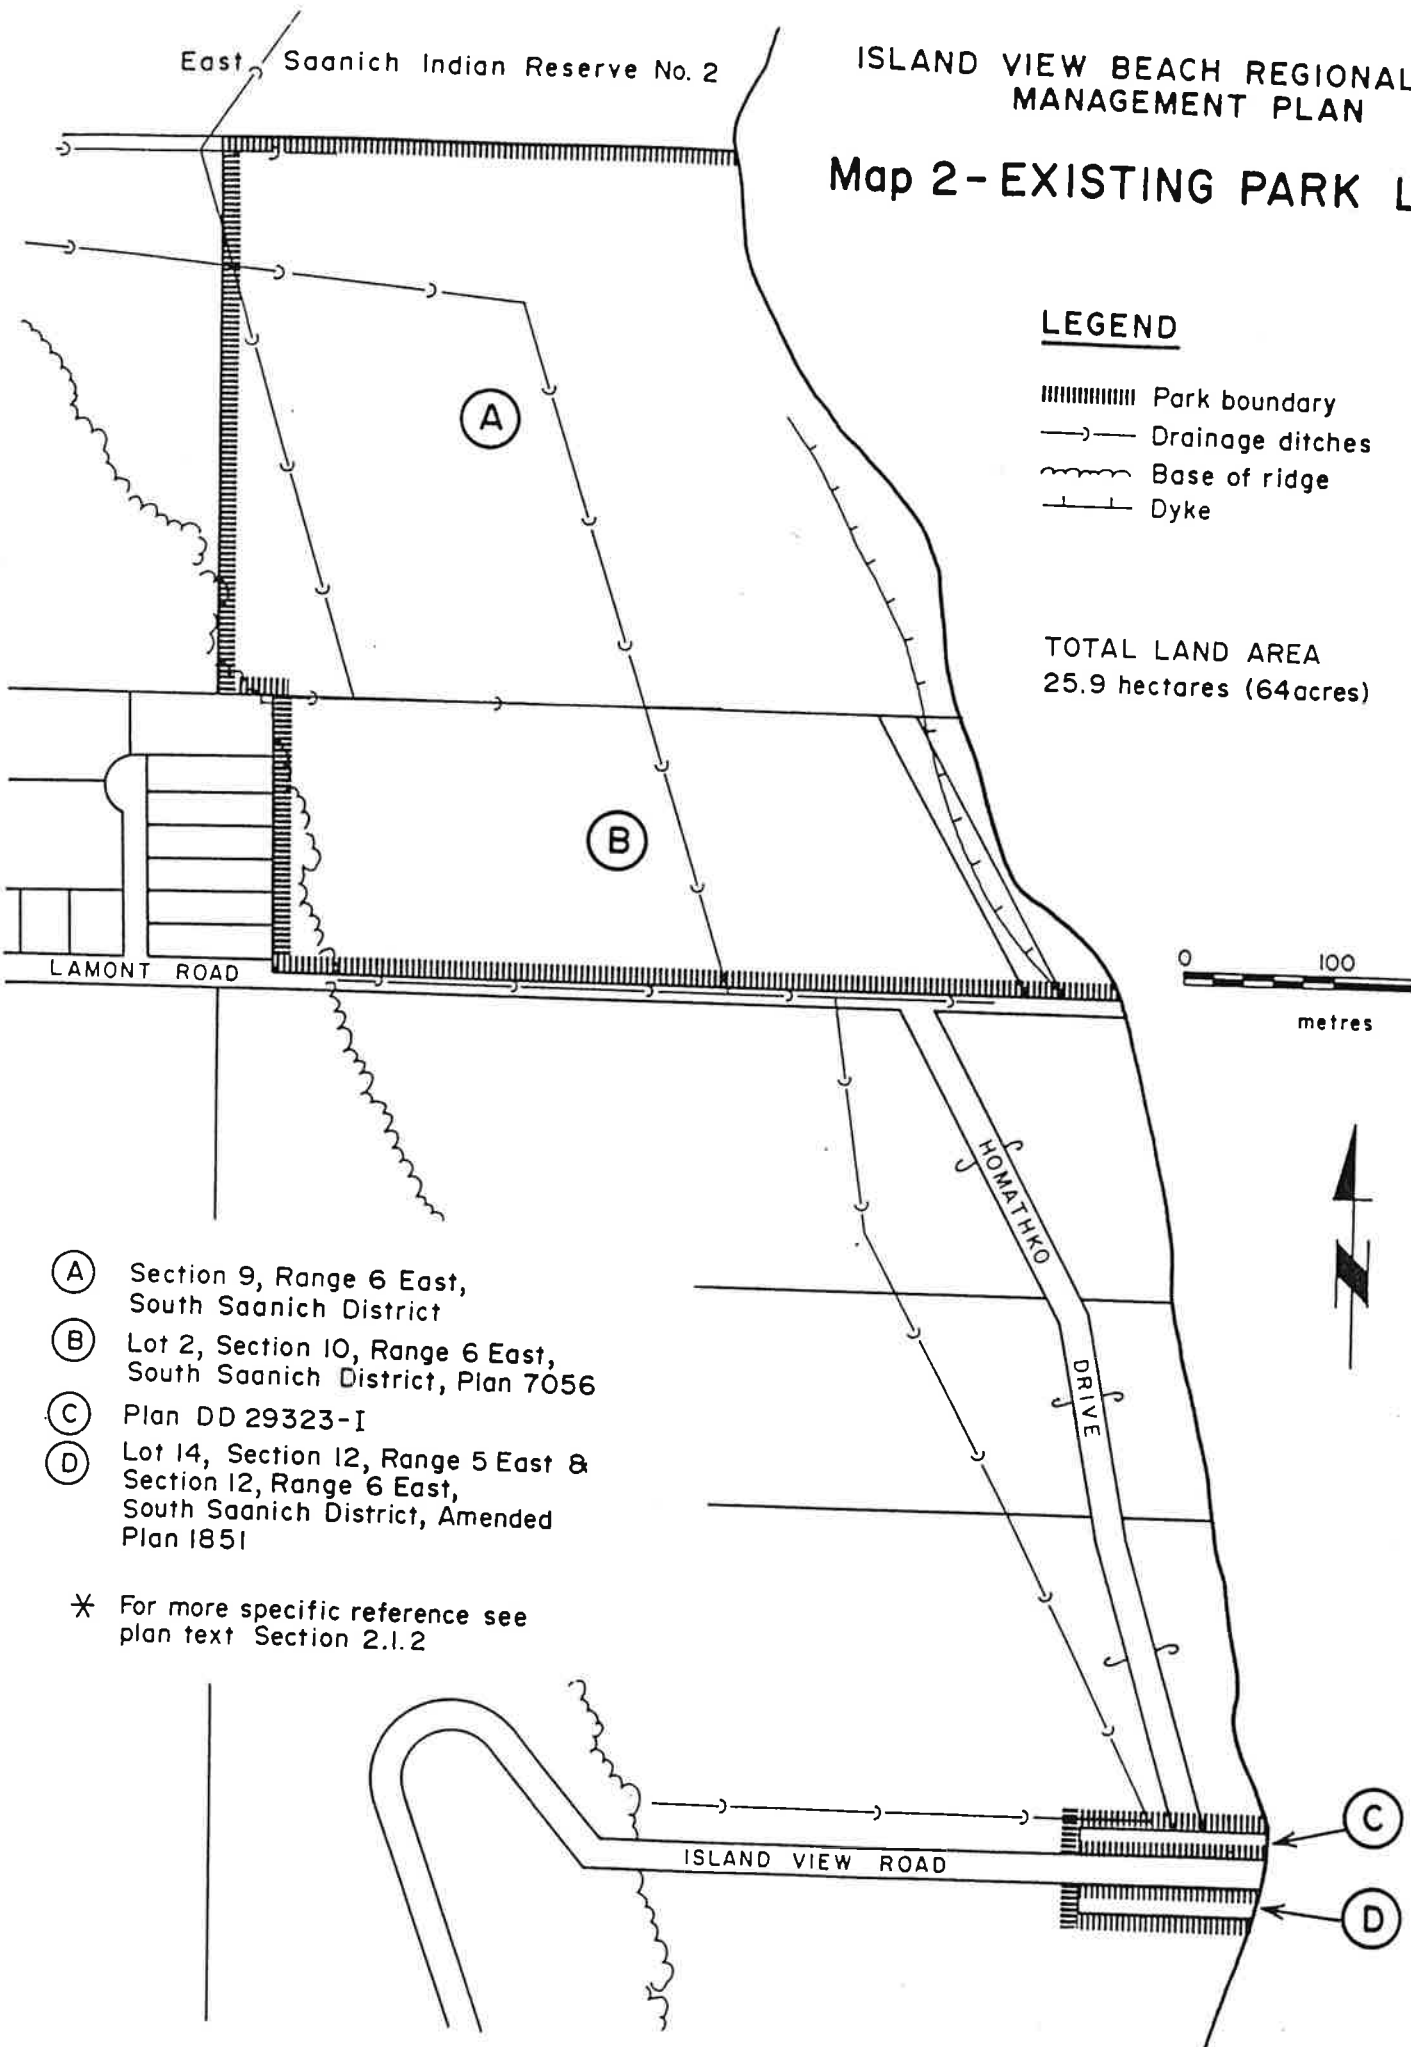 East Saanich Indian Reserve No. 2
ISLAND VIEW BEACH REGIONAL
MANAGEMENT PLAN
Map 2-EXISTING PARK L
LEGEND
Park boundary
Drainage ditches
Base of ridge
Dyke
A
TOTAL LAND AREA
25.9 hectares (64 acres)
B
LAMONT ROAD
0 100
metres
N
HOMATHKO
DRIVE
A Section 9, Range 6 East,
South Saanich District
B Lot 2, Section 10, Range 6 East,
South Saanich District, Plan 7056
C Plan DD 29323-I
D Lot 14, Section 12, Range 5 East &
Section 12, Range 6 East,
South Saanich District, Amended
Plan 1851
* For more specific reference see
plan text Section 2.1.2
C
ISLAND VIEW ROAD
D